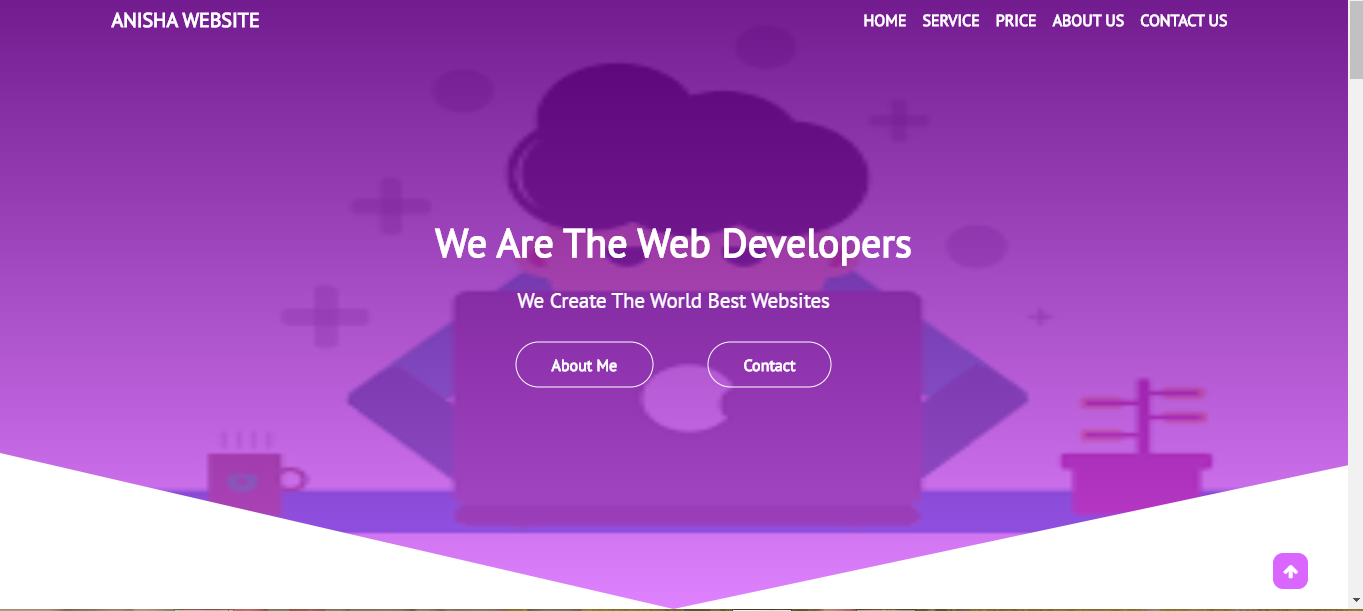 ANISHA WEBSITE
HOME SERVICE PRICE ABOUT US CONTACT US
We Are The Web Developers
We Create The World Best Websites
About Me
Contact